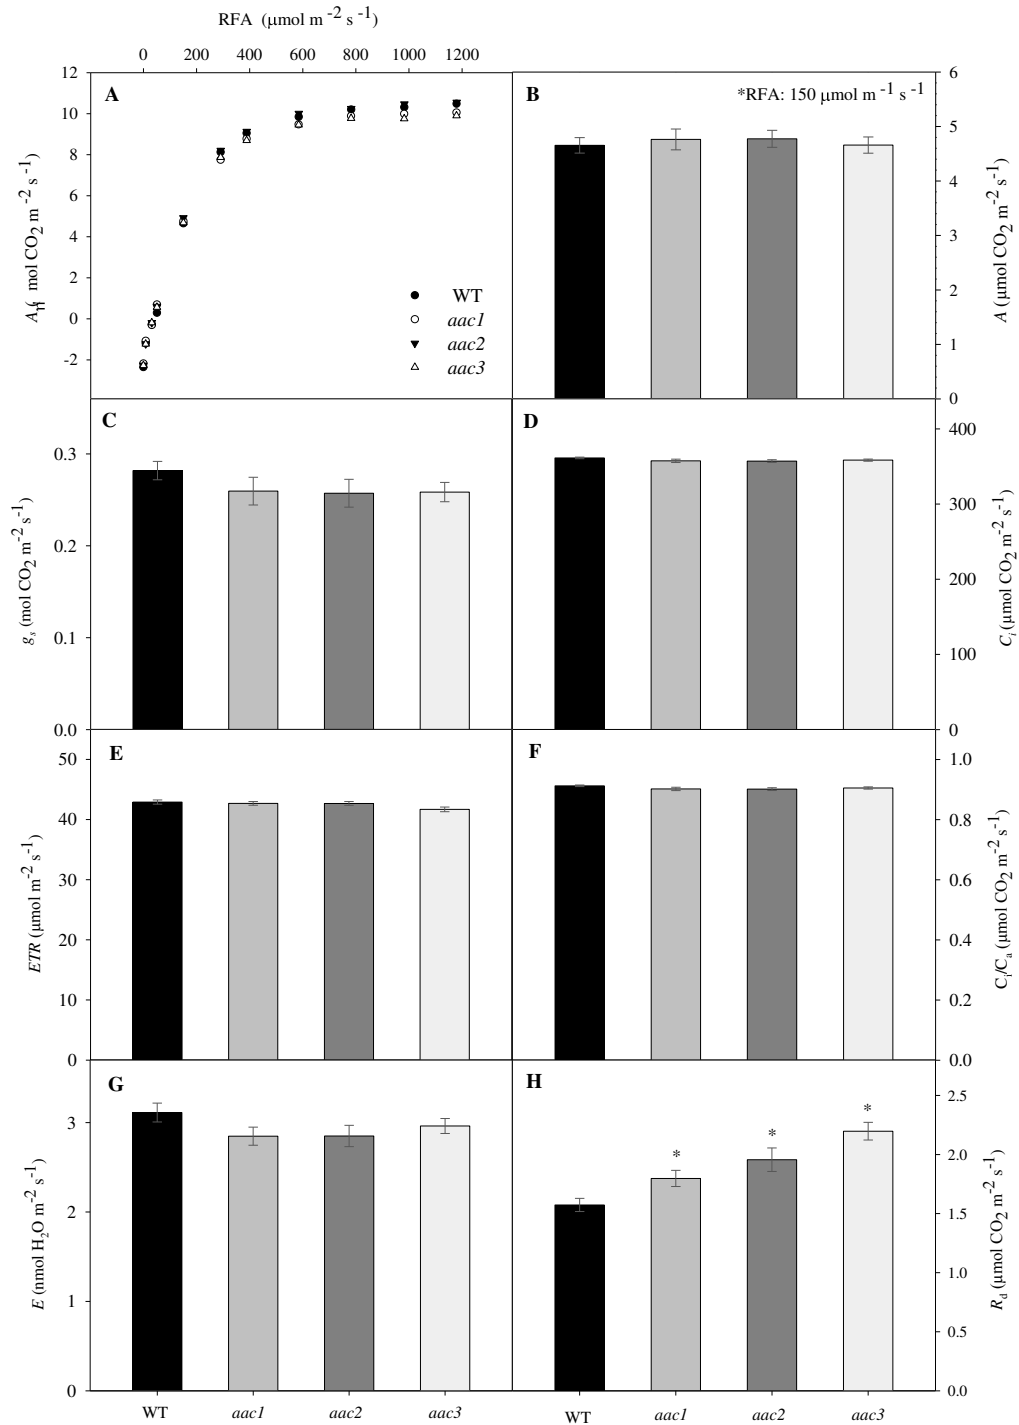 RFA (µmol m⁻² s⁻¹)
0 200 400 600 800 1000 1200
A
12
10
8
6
4
2
0
-2
mol CO₂ m⁻² s⁻¹)
WT
aac1
aac2
aac3
B
*RFA: 150 µmol m⁻¹ s⁻¹
6
5
4
3
2
1
0
A (µmol CO₂ m⁻² s⁻¹)
C
0.3
0.2
0.1
0.0
gₛ (mol CO₂ m⁻² s⁻¹)
D
400
300
200
100
0
Cᵢ (µmol CO₂ m⁻² s⁻¹)
E
50
40
30
20
10
0
ETR (µmol m⁻² s⁻¹)
F
1.0
0.8
0.6
0.4
0.2
0.0
Cᵢ/Cₐ (µmol CO₂ m⁻² s⁻¹)
G
3
2
1
0
E (nmol H₂O m⁻² s⁻¹)
WT aac1 aac2 aac3
H
* * *
2.5
2.0
1.5
1.0
0.5
0.0
R_d (µmol CO₂ m⁻² s⁻¹)
WT aac1 aac2 aac3